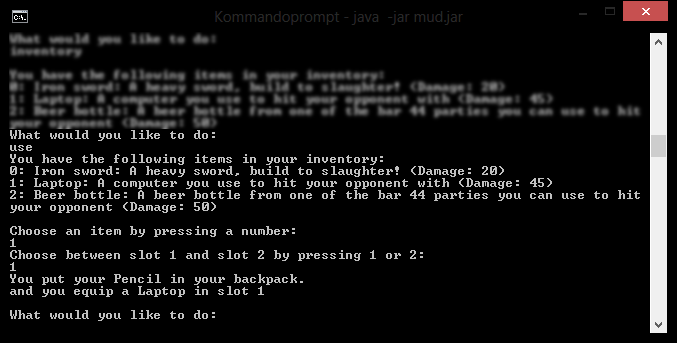 Kommandoprompt - java -jar mud.jar
What would you like to do:
inventory
You have the following items in your inventory:
0: Iron sword: A heavy sword, build to slaughter! (Damage: 20)
1: Laptop: A computer you use to hit your opponent with (Damage: 45)
2: Beer bottle: A beer bottle from one of the bar 44 parties you can use to hit
your opponent (Damage: 50)
What would you like to do:
use
You have the following items in your inventory:
0: Iron sword: A heavy sword, build to slaughter! (Damage: 20)
1: Laptop: A computer you use to hit your opponent with (Damage: 45)
2: Beer bottle: A beer bottle from one of the bar 44 parties you can use to hit
your opponent (Damage: 50)
Choose an item by pressing a number:
1
Choose between slot 1 and slot 2 by pressing 1 or 2:
1
You put your Pencil in your backpack.
and you equip a Laptop in slot 1
What would you like to do: